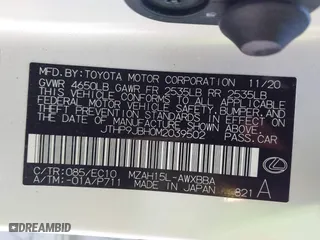 MFD.BY:TOYOTA MOTOR CORPORATION 11/20
GVWR 4650LB GAWR FR 2535LB RR 2535LB
THIS VEHICLE CONFORMS TO ALL APPLICABLE
FEDERAL MOTOR VEHICLE SAFETY, BUMPER, AND
THEFT PREVENTION STANDARDS IN EFFECT ON
THE DATE OF MANUFACTURE SHOWN ABOVE.
JTHP9JBH0M2039502 PASS.CAR
C/TR: 085/EC10 MZAH15L-AWXBBA
A/TM: -01A/P711 MADE IN JAPAN 821 A
DRIVEDIDWRECK.COM